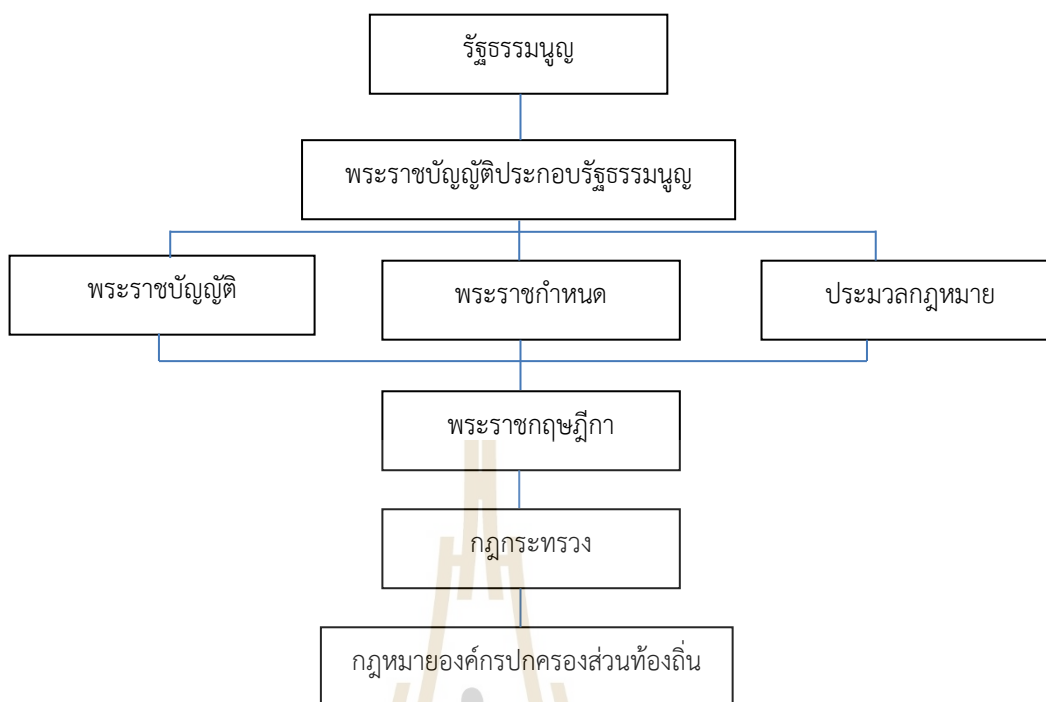 รัฐธรรมนูญ
พระราชบัญญัติประกอบรัฐธรรมนูญ
พระราชบัญญัติ
พระราชกำหนด
ประมวลกฎหมาย
พระราชกฤษฎีกา
กฎกระทรวง
กฎหมายองค์กรปกครองส่วนท้องถิ่น